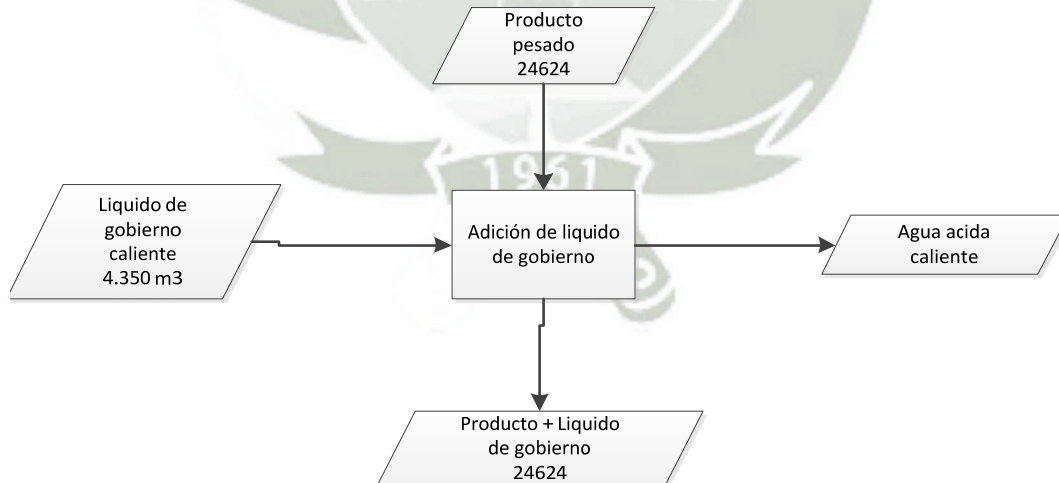 Producto
pesado
24624
1961
Liquido de
gobierno
caliente
4.350 m3
Adición de liquido
de gobierno
Agua acida
caliente
Producto + Liquido
de gobierno
24624